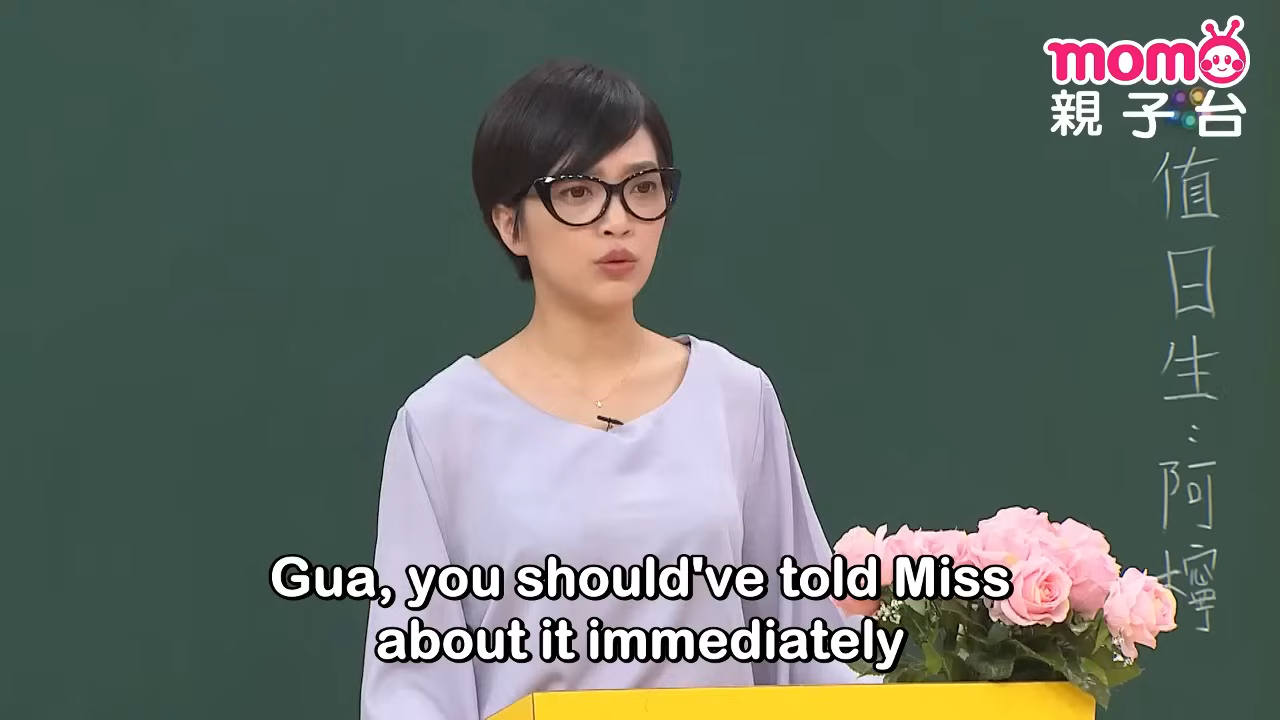 momo
親子台
值日生：阿檸
Gua, you should've told Miss
about it immediately